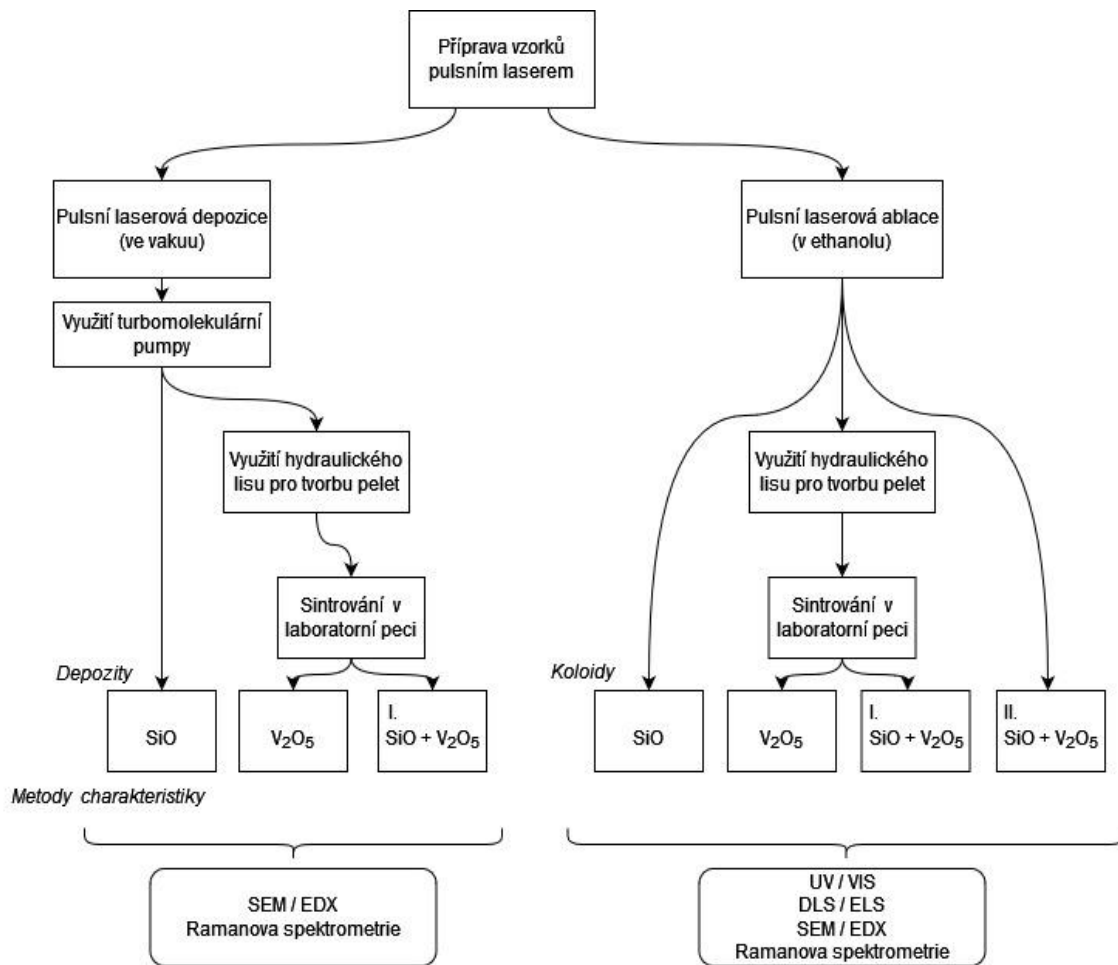 Příprava vzorků
pulsním laserem
Pulsní laserová depozice
(ve vakuu)
Pulsní laserová ablace
(v ethanolu)
Využití turbomolekulární
pumpy
Využití hydraulického
lisu pro tvorbu pelet
Využití hydraulického
lisu pro tvorbu pelet
Sintrování v
laboratorní peci
Sintrování v
laboratorní peci
Depozity
Koloidy
SiO
V₂O₅
I.
SiO + V₂O₅
SiO
V₂O₅
I.
SiO + V₂O₅
II.
SiO + V₂O₅
Metody charakteristiky
SEM / EDX
Ramanova spektrometrie
UV / VIS
DLS / ELS
SEM / EDX
Ramanova spektrometrie